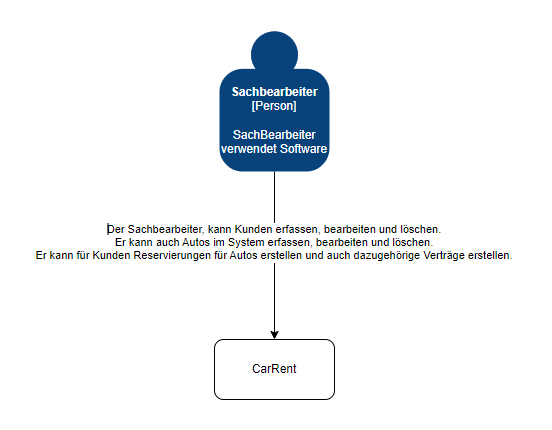 Sachbearbeiter
[Person]
SachBearbeiter
verwendet Software
Der Sachbearbeiter, kann Kunden erfassen, bearbeiten und löschen.
Er kann auch Autos im System erfassen, bearbeiten und löschen.
Er kann für Kunden Reservierungen für Autos erstellen und auch dazugehörige Verträge erstellen.
CarRent